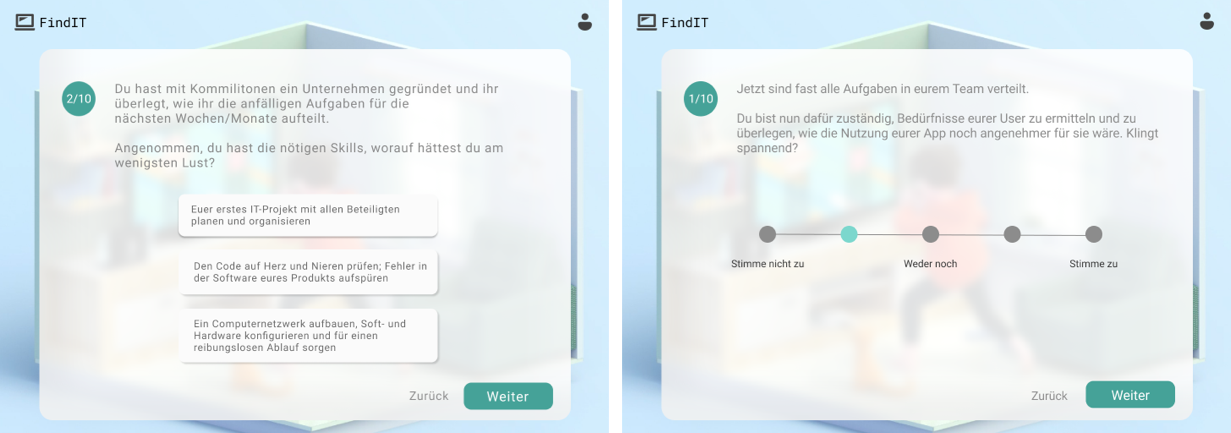 FindIT
2/10
Du hast mit Kommilitonen ein Unternehmen gegründet und ihr
überlegt, wie ihr die anfälligen Aufgaben für die
nächsten Wochen/Monate aufteilt.
Angenommen, du hast die nötigen Skills, worauf hättest du am
wenigsten Lust?
Euer erstes IT-Projekt mit allen Beteiligten
planen und organisieren
Den Code auf Herz und Nieren prüfen; Fehler in
der Software eures Produkts aufspüren
Ein Computernetzwerk aufbauen, Soft- und
Hardware konfigurieren und für einen
reibungslosen Ablauf sorgen
Zurück
Weiter
FindIT
1/10
Jetzt sind fast alle Aufgaben in eurem Team verteilt.
Du bist nun dafür zuständig, Bedürfnisse eurer User zu ermitteln und zu
überlegen, wie die Nutzung eurer App noch angenehmer für sie wäre. Klingt
spannend?
Stimme nicht zu
Weder noch
Stimme zu
Zurück
Weiter